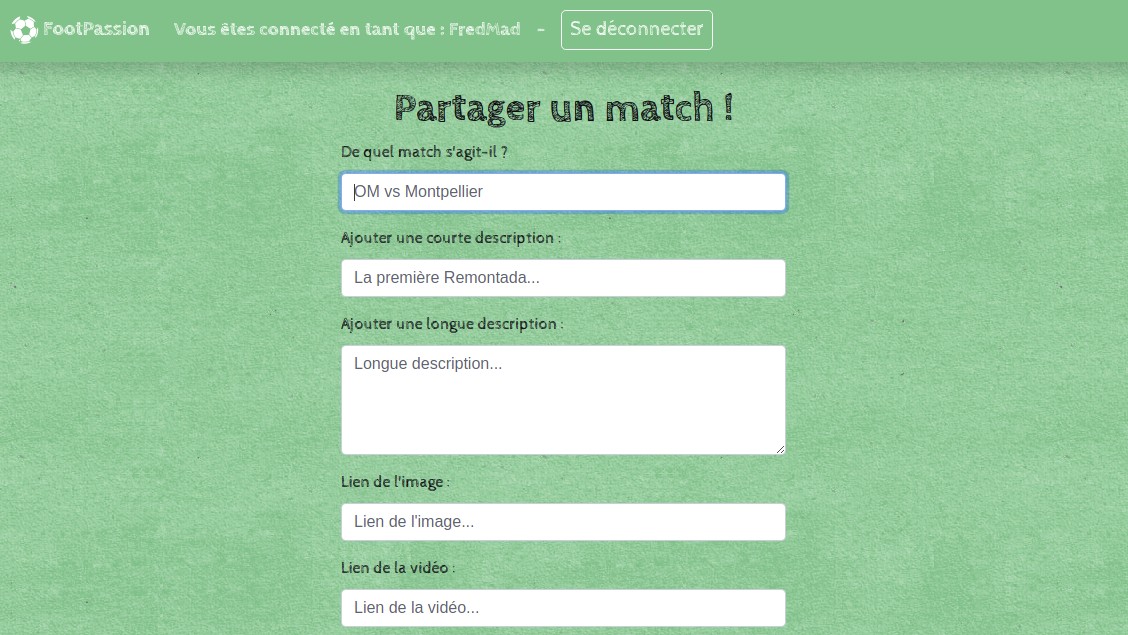 FootPassion Vous êtes connecté en tant que : FredMad - Se déconnecter
Partager un match !
De quel match s'agit-il ?
OM vs Montpellier
Ajouter une courte description :
La première Remontada...
Ajouter une longue description :
Longue description...
Lien de l'image :
Lien de l'image...
Lien de la vidéo :
Lien de la vidéo...